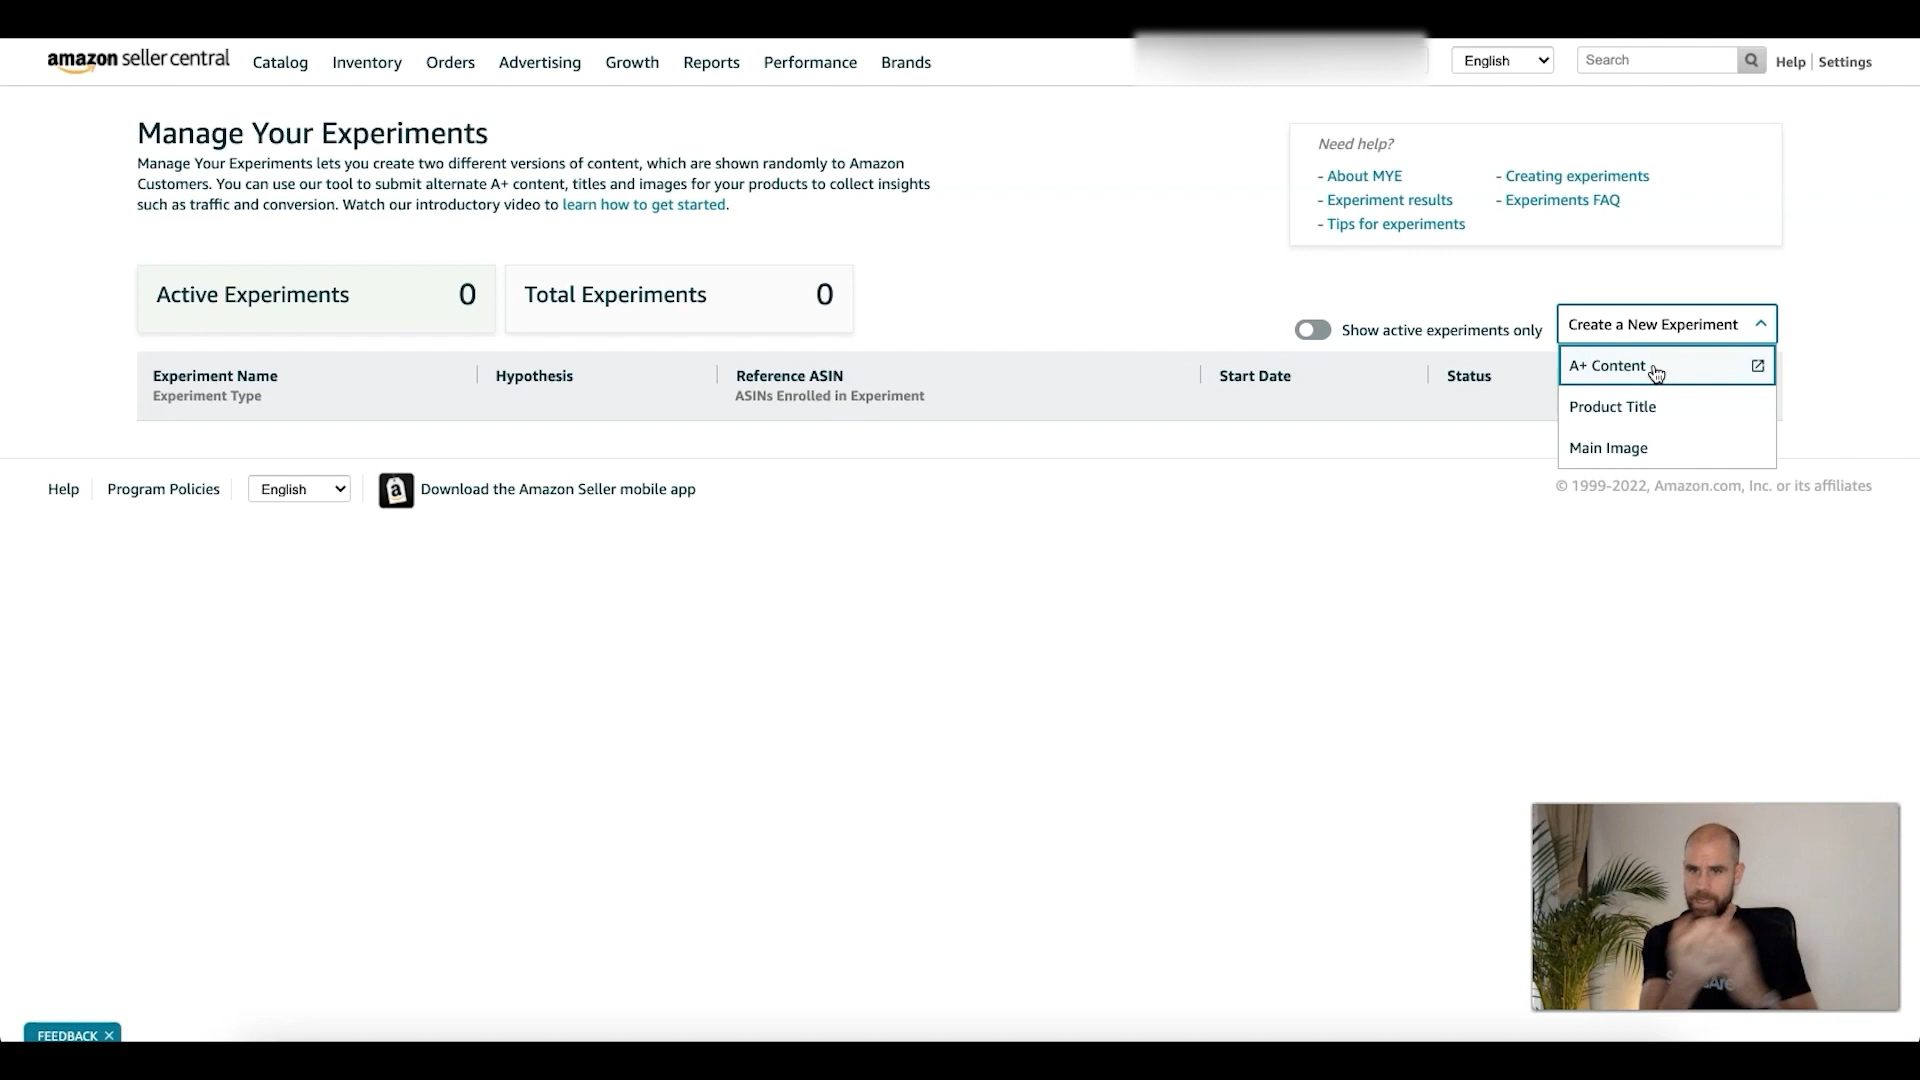 amazon seller central Catalog Inventory Orders Advertising Growth Reports Performance Brands English Search Help Settings
Manage Your Experiments
Manage Your Experiments lets you create two different versions of content, which are shown randomly to Amazon
Customers. You can use our tool to submit alternate A+ content, titles and images for your products to collect insights
such as traffic and conversion. Watch our introductory video to learn how to get started.
Need help?
- About MYE
- Creating experiments
- Experiment results
- Experiments FAQ
- Tips for experiments
Active Experiments 0
Total Experiments 0
Show active experiments only
Create a New Experiment
A+ Content
Product Title
Main Image
Experiment Name
Experiment Type
Hypothesis
Reference ASIN
ASINs Enrolled in Experiment
Start Date
Status
Help Program Policies English Download the Amazon Seller mobile app
© 1999-2022, Amazon.com, Inc. or its affiliates
FEEDBACK